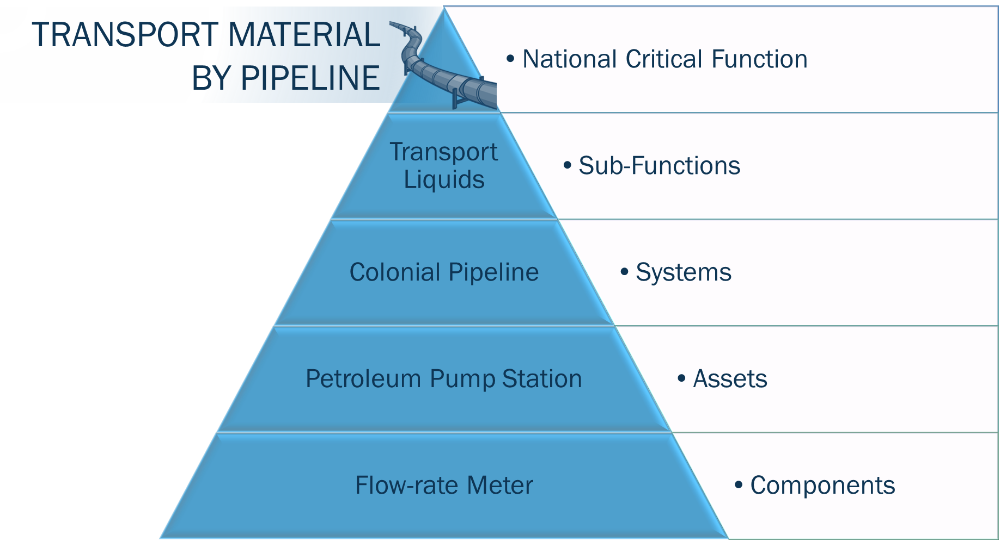 TRANSPORT MATERIAL
BY PIPELINE
• National Critical Function
Transport
Liquids
• Sub-Functions
Colonial Pipeline
• Systems
Petroleum Pump Station
• Assets
Flow-rate Meter
• Components